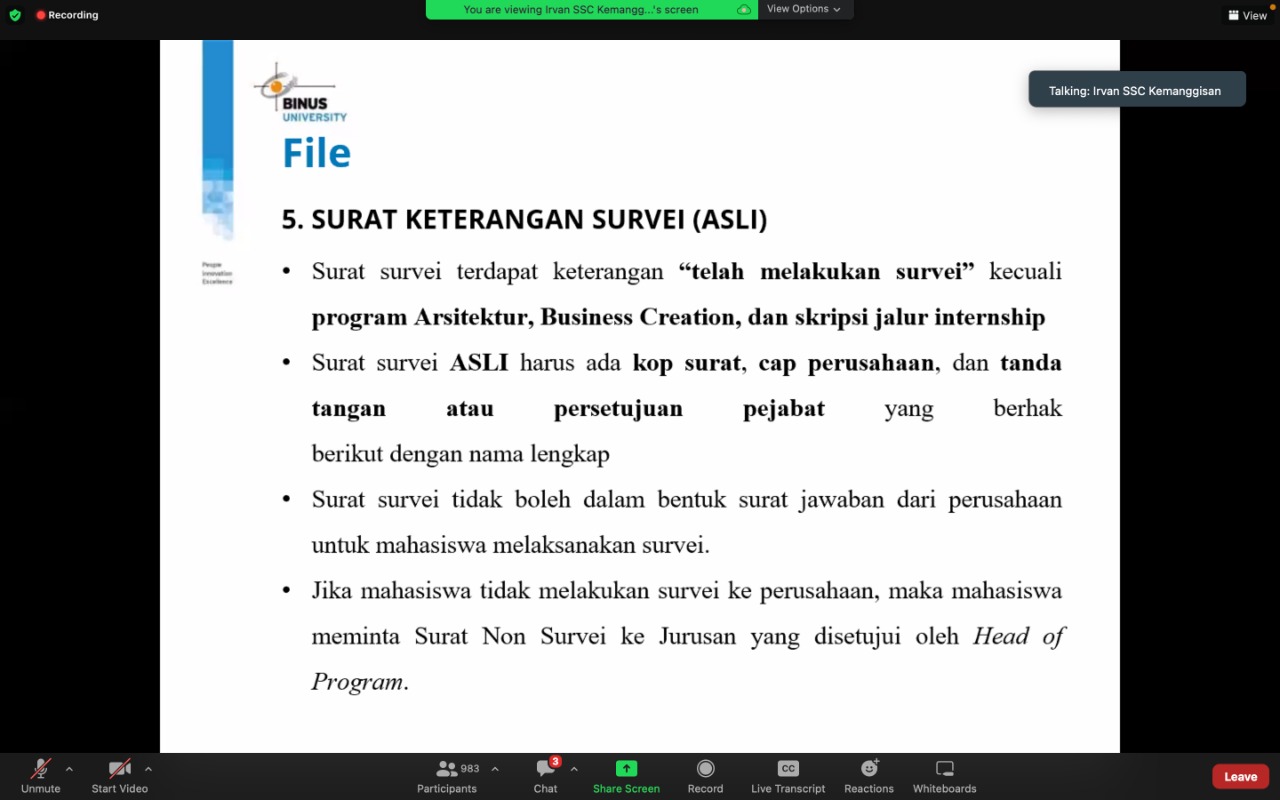 Recording
You are viewing Irvan SSC Kemangg...'s screen
View Options
View
Talking: Irvan SSC Kemanggisan
BINUS
UNIVERSITY
File
People
Innovation
Excellence
5. SURAT KETERANGAN SURVEI (ASLI)
• Surat survei terdapat keterangan “telah melakukan survei” kecuali
program Arsitektur, Business Creation, dan skripsi jalur internship
• Surat survei ASLI harus ada kop surat, cap perusahaan, dan tanda
tangan atau persetujuan pejabat yang berhak
berikut dengan nama lengkap
• Surat survei tidak boleh dalam bentuk surat jawaban dari perusahaan
untuk mahasiswa melaksanakan survei.
• Jika mahasiswa tidak melakukan survei ke perusahaan, maka mahasiswa
meminta Surat Non Survei ke Jurusan yang disetujui oleh Head of
Program.
Unmute
Start Video
983
Participants
3
Chat
Share Screen
Record
CC
Live Transcript
Reactions
Whiteboards
Leave